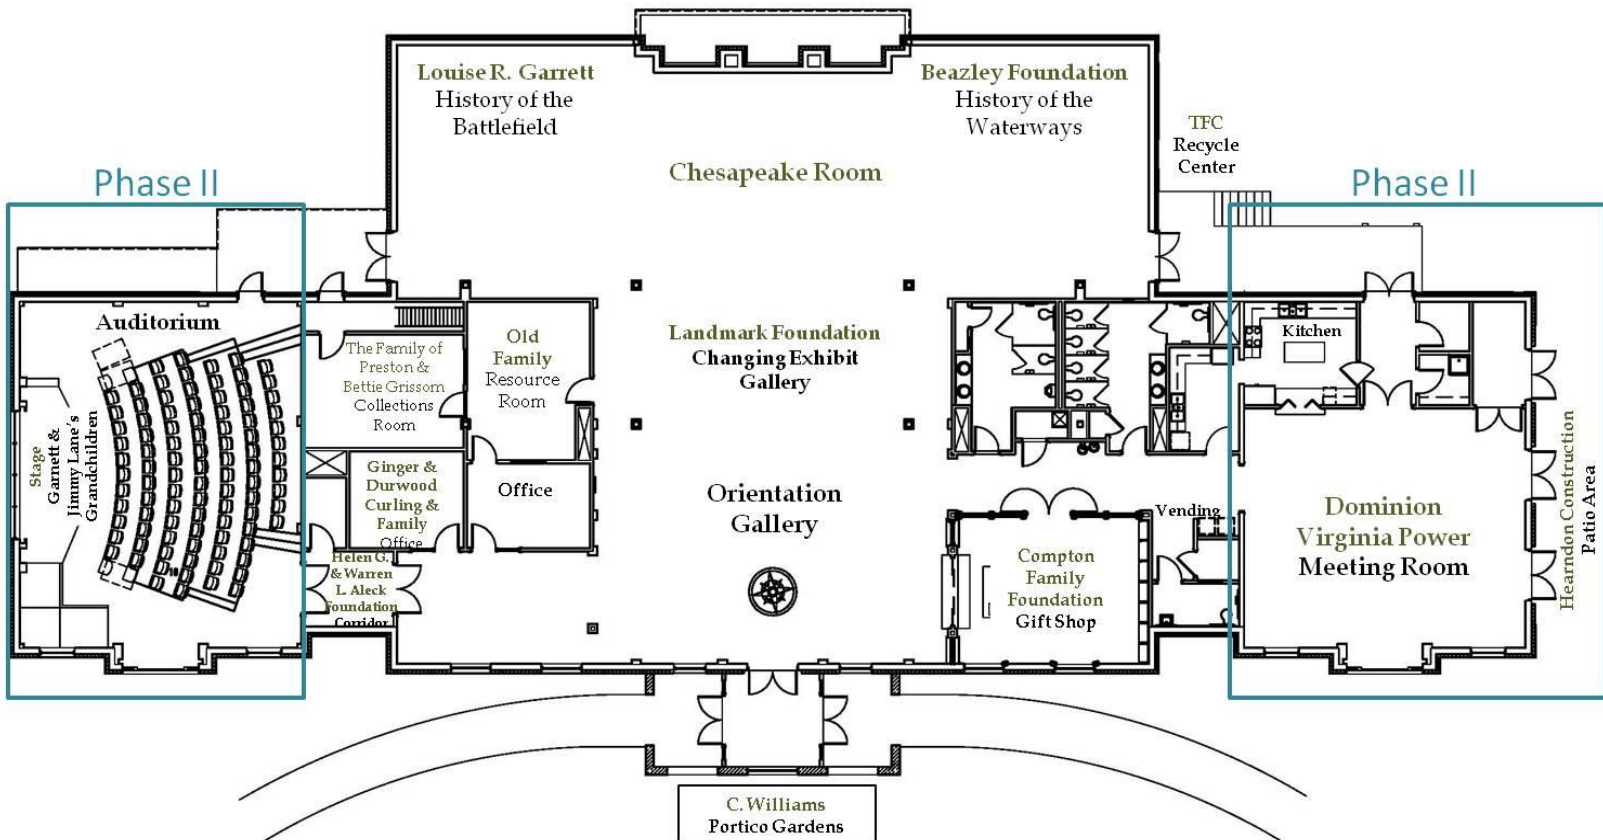 Louise R. Garrett
History of the
Battlefield
Beazley Foundation
History of the
Waterways
TFC
Recycle
Center
Chesapeake Room
Phase II
Phase II
Auditorium
Stage
Garnett &
Jimmy Lane's
Grandchildren
The Family of
Preston &
Bettie Grissom
Collections
Room
Old
Family
Resource
Room
Landmark Foundation
Changing Exhibit
Gallery
Kitchen
Ginger &
Durwood
Curling &
Family
Office
Office
Orientation
Gallery
Vending
Dominion
Virginia Power
Meeting Room
Hearndon Construction
Patio Area
Helen G.
& Warren
L. Aleck
Foundation
Corridor
Compton
Family
Foundation
Gift Shop
C. Williams
Portico Gardens